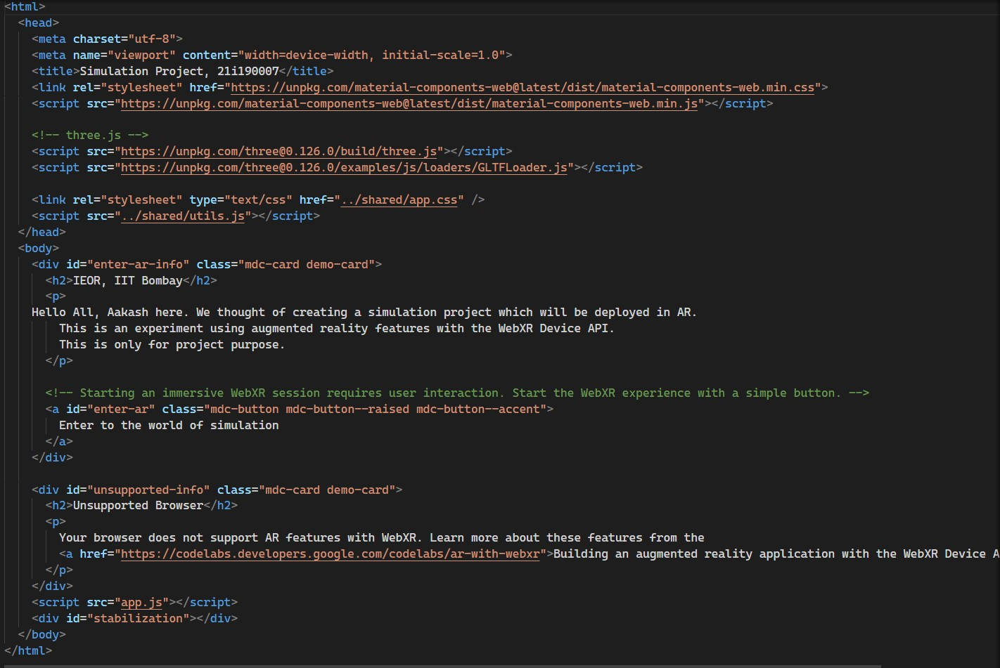 <html>
<head>
<meta charset="utf-8">
<meta name="viewport" content="width=device-width, initial-scale=1.0">
<title>Simulation Project, 21i190007</title>
<link rel="stylesheet" href="https://unpkg.com/material-components-web@latest/dist/material-components-web.min.css">
<script src="https://unpkg.com/material-components-web@latest/dist/material-components-web.min.js"></script>
<!-- three.js -->
<script src="https://unpkg.com/three@0.126.0/build/three.js"></script>
<script src="https://unpkg.com/three@0.126.0/examples/js/loaders/GLTFLoader.js"></script>
<link rel="stylesheet" type="text/css" href="../shared/app.css" />
<script src="../shared/utils.js"></script>
</head>
<body>
<div id="enter-ar-info" class="mdc-card demo-card">
<h2>IEOR, IIT Bombay</h2>
<p>
Hello All, Aakash here. We thought of creating a simulation project which will be deployed in AR.
This is an experiment using augmented reality features with the WebXR Device API.
This is only for project purpose.
</p>
<!-- Starting an immersive WebXR session requires user interaction. Start the WebXR experience with a simple button. -->
<a id="enter-ar" class="mdc-button mdc-button--raised mdc-button--accent">
Enter to the world of simulation
</a>
</div>
<div id="unsupported-info" class="mdc-card demo-card">
<h2>Unsupported Browser</h2>
<p>
Your browser does not support AR features with WebXR. Learn more about these features from the
<a href="https://codelabs.developers.google.com/codelabs/ar-with-webxr">Building an augmented reality application with the WebXR Device A
</p>
</div>
<script src="app.js"></script>
<div id="stabilization"></div>
</body>
</html>